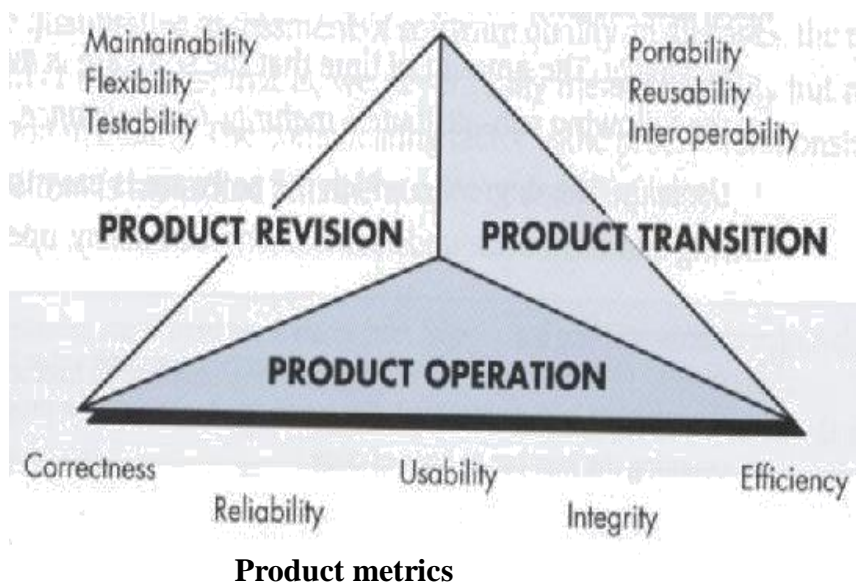 Maintainability
Flexibility
Testability
Portability
Reusability
Interoperability
PRODUCT REVISION
PRODUCT TRANSITION
PRODUCT OPERATION
Correctness
Reliability
Usability
Integrity
Efficiency
Product metrics